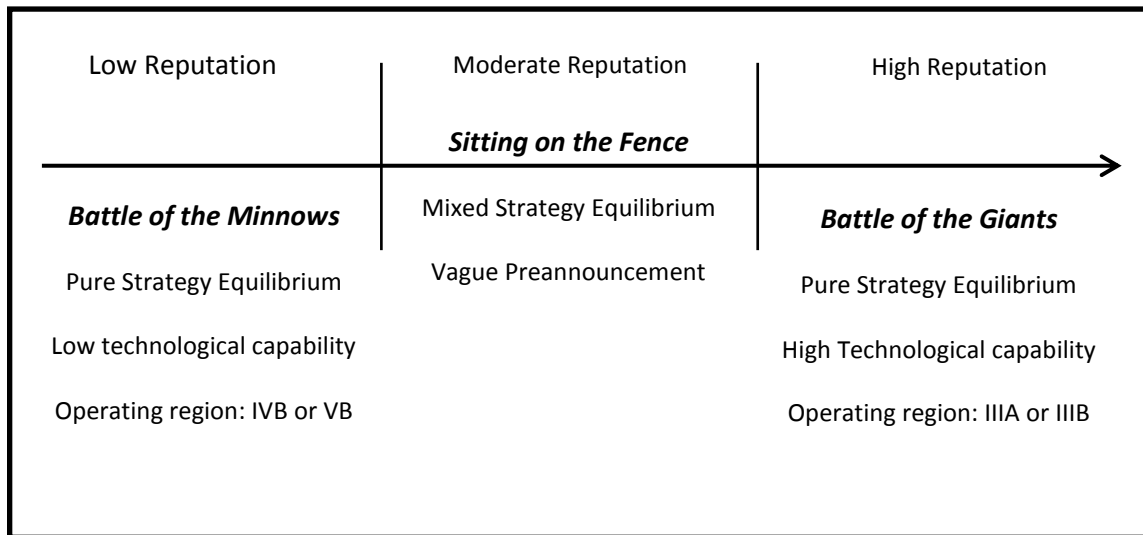 Low Reputation
Moderate Reputation
High Reputation
Sitting on the Fence
Battle of the Minnows
Mixed Strategy Equilibrium
Battle of the Giants
Pure Strategy Equilibrium
Vague Preannouncement
Pure Strategy Equilibrium
Low technological capability
High Technological capability
Operating region: IVB or VB
Operating region: IIIA or IIIB